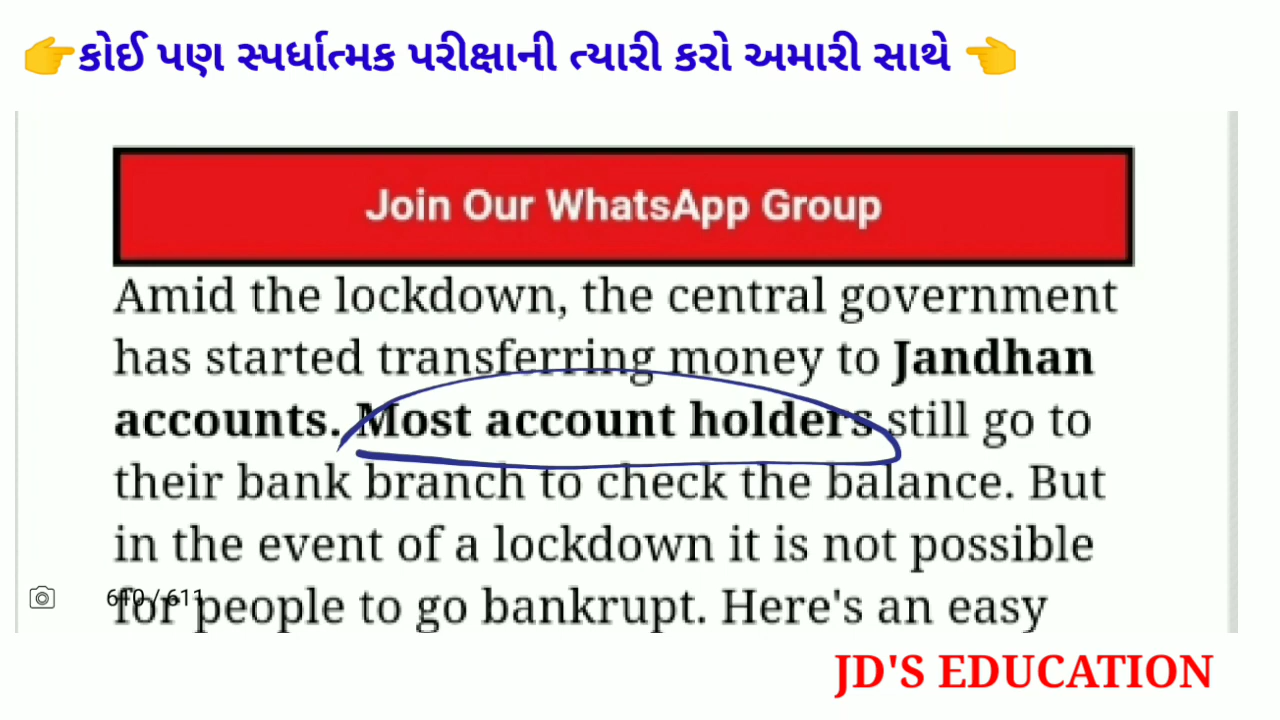 👉કોઈ પણ સ્પર્ધાત્મક પરીક્ષાની ત્યારી કરો અમારી સાથે 👈
Join Our WhatsApp Group
Amid the lockdown, the central government
has started transferring money to Jandhan
accounts. Most account holders still go to
their bank branch to check the balance. But
in the event of a lockdown it is not possible
for people to go bankrupt. Here's an easy
610 / 611
JD'S EDUCATION